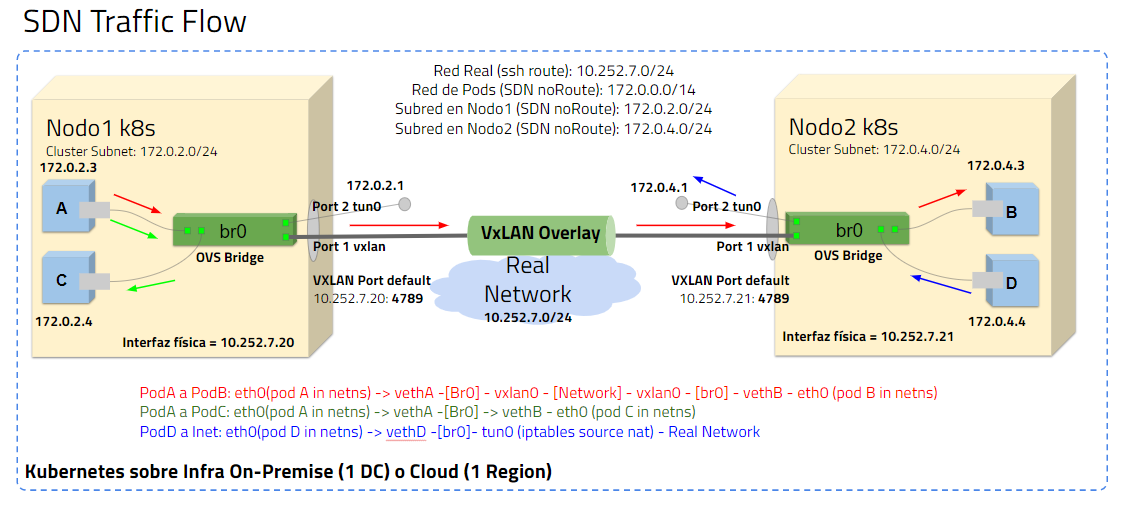 SDN Traffic Flow
Red Real (ssh route): 10.252.7.0/24
Red de Pods (SDN noRoute): 172.0.0.0/14
Subred en Nodo1 (SDN noRoute): 172.0.2.0/24
Subred en Nodo2 (SDN noRoute): 172.0.4.0/24
Nodo1 k8s
Cluster Subnet: 172.0.2.0/24
172.0.2.3
A
C
172.0.2.4
br0
OVS Bridge
172.0.2.1
Port 2 tun0
Port 1 vxlan
VXLAN Port default
10.252.7.20: 4789
Interfaz física = 10.252.7.20
VxLAN Overlay
Real
Network
10.252.7.0/24
Nodo2 k8s
Cluster Subnet: 172.0.4.0/24
172.0.4.3
172.0.4.1
Port 2 tun0
Port 1 vxlan
VXLAN Port default
10.252.7.21: 4789
br0
OVS Bridge
B
D
172.0.4.4
Interfaz física = 10.252.7.21
PodA a PodB: eth0(pod A in netns) -> vethA -[Br0] - vxlan0 - [Network] - vxlan0 - [br0] - vethB - eth0 (pod B in netns)
PodA a PodC: eth0(pod A in netns) -> vethA -[Br0] -> vethB - eth0 (pod C in netns)
PodD a Inet: eth0(pod D in netns) -> vethD -[br0]- tun0 (iptables source nat) - Real Network
Kubernetes sobre Infra On-Premise (1 DC) o Cloud (1 Region)